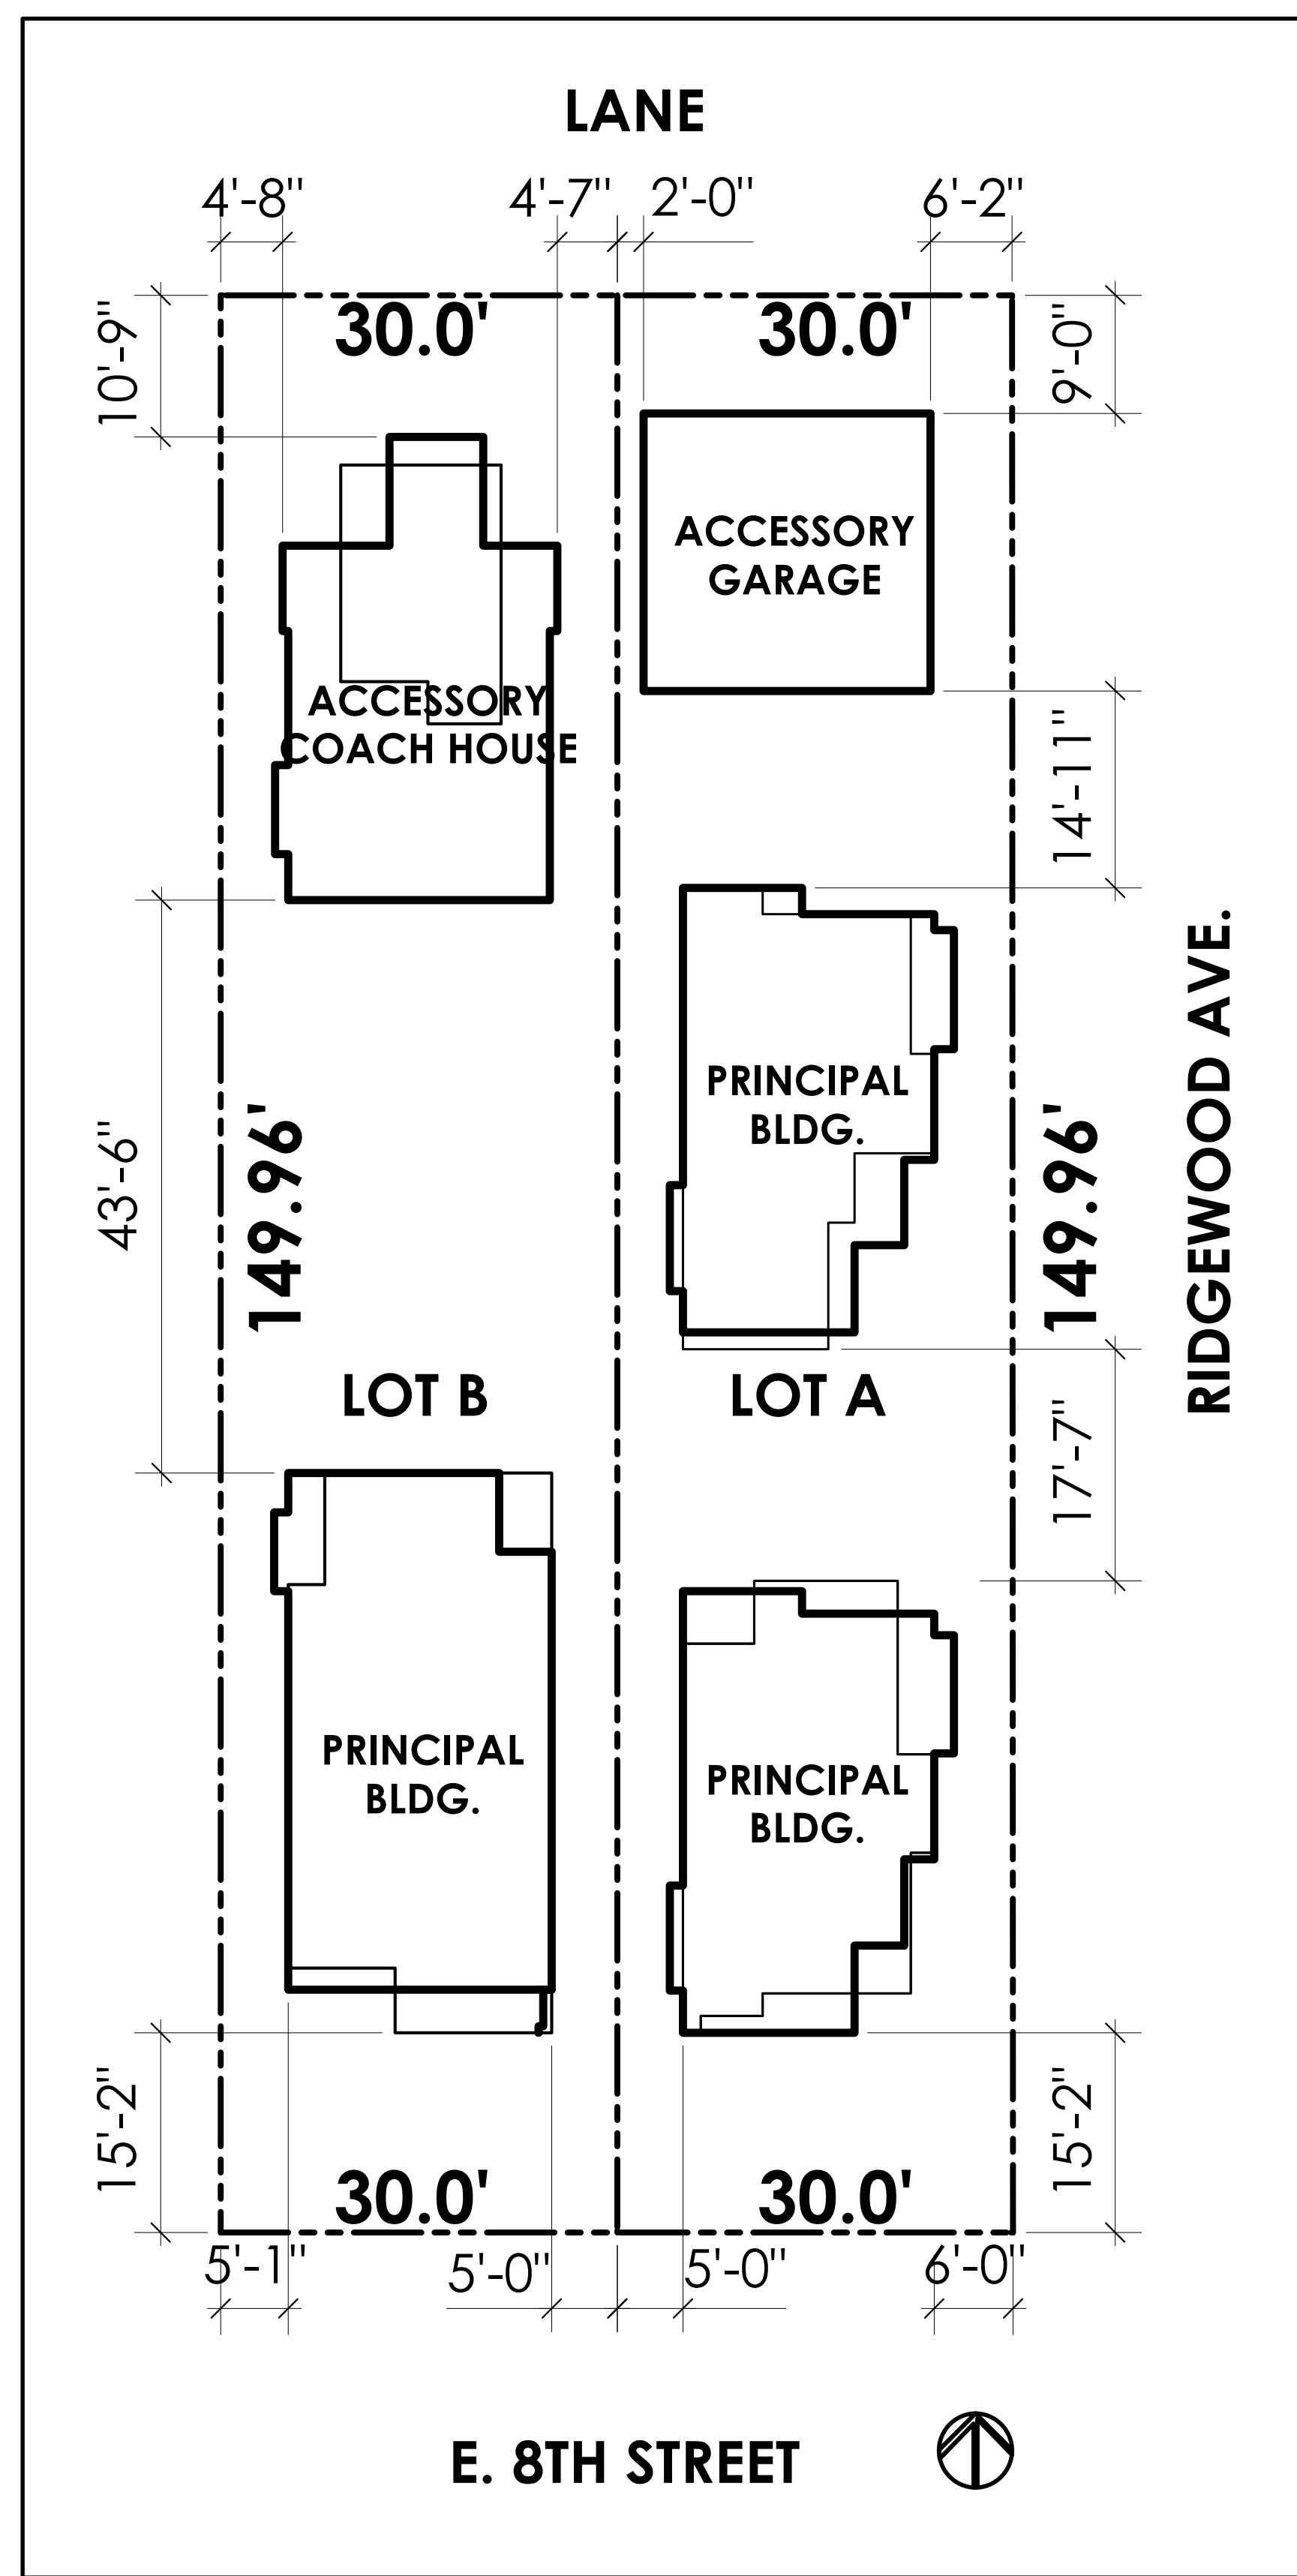 LANE
4'-8"
4'-7"
2'-0"
6'-2"
30.0'
30.0'
10'-9"
9'-0"
ACCESSORY
GARAGE
ACCESSORY
COACH HOUSE
14'-11"
RIDGEWOOD AVE.
PRINCIPAL
BLDG.
43'-6"
149.96'
149.96'
LOT B
LOT A
17'-7"
PRINCIPAL
BLDG.
PRINCIPAL
BLDG.
15'-2"
15'-2"
30.0'
30.0'
5'-1"
5'-0"
5'-0"
6'-0"
E. 8TH STREET